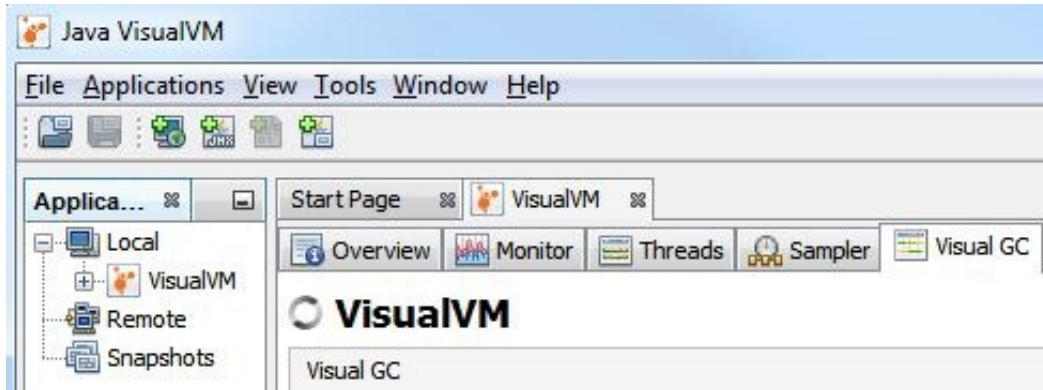 Java VisualVM
File Applications View Tools Window Help
JMX
Applica...
Start Page VisualVM
Local
Overview Monitor Threads Sampler Visual GC
VisualVM
VisualVM
Remote
Snapshots
Visual GC